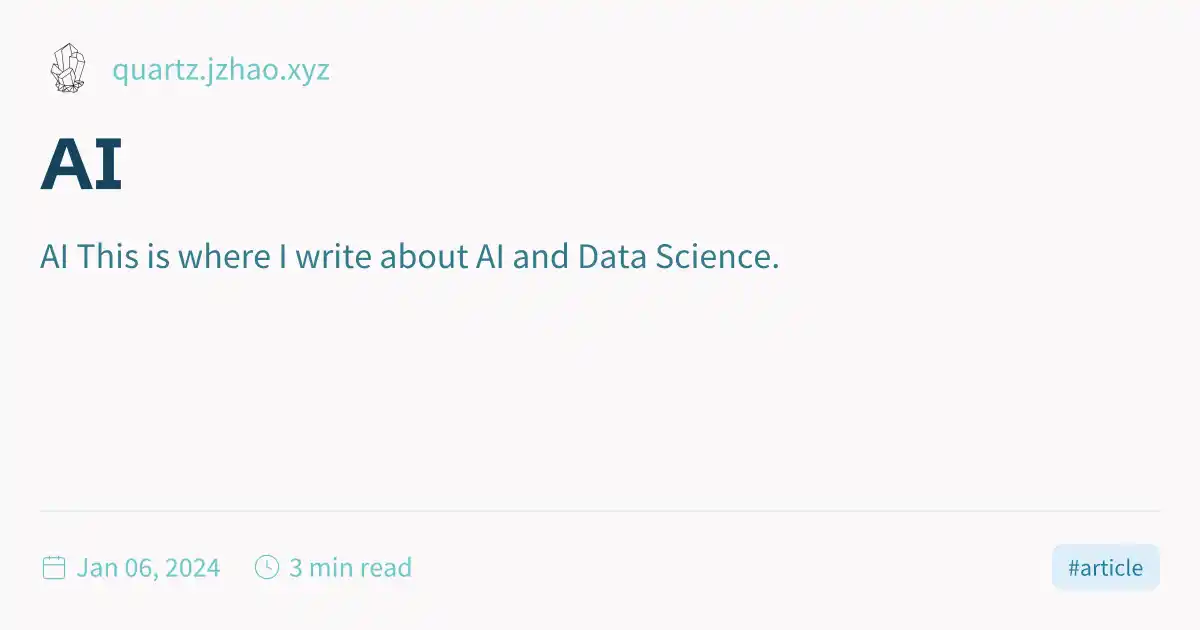 quartz.jzhao.xyz
AI
AI This is where I write about AI and Data Science.
Jan 06, 2024 3 min read
#article